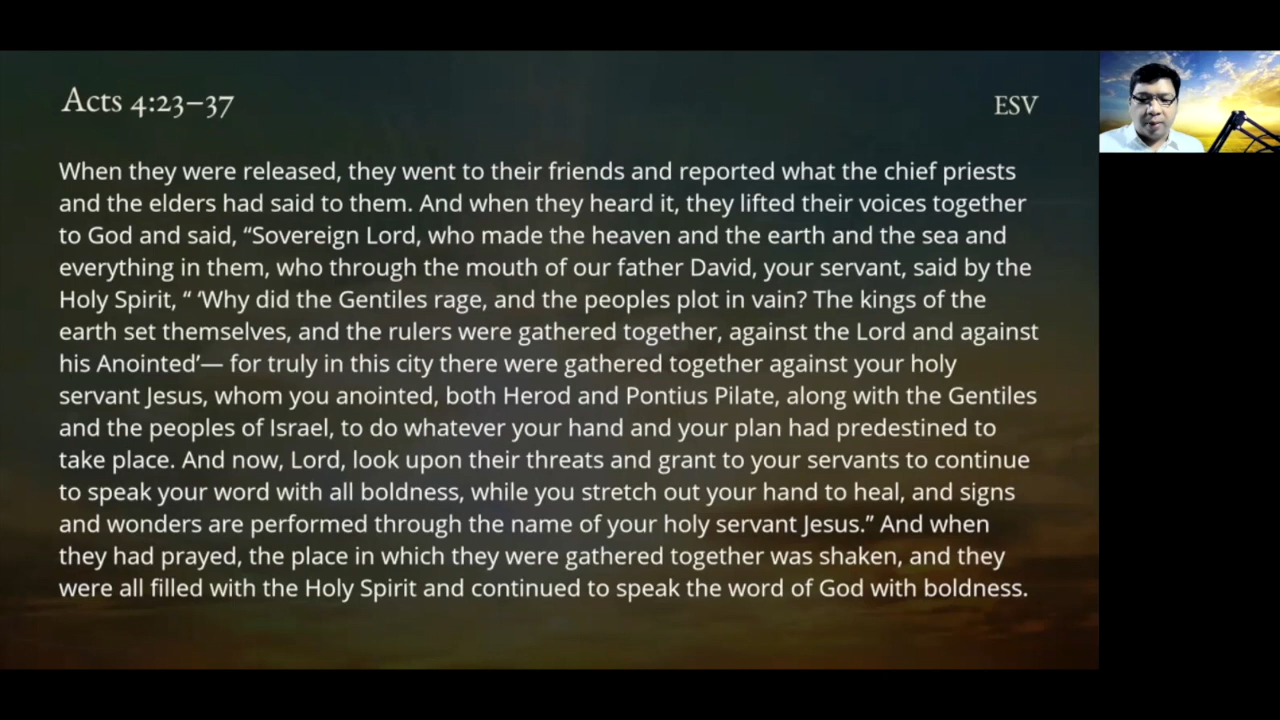 Acts 4:23–37
ESV
When they were released, they went to their friends and reported what the chief priests
and the elders had said to them. And when they heard it, they lifted their voices together
to God and said, “Sovereign Lord, who made the heaven and the earth and the sea and
everything in them, who through the mouth of our father David, your servant, said by the
Holy Spirit, “ ‘Why did the Gentiles rage, and the peoples plot in vain? The kings of the
earth set themselves, and the rulers were gathered together, against the Lord and against
his Anointed’— for truly in this city there were gathered together against your holy
servant Jesus, whom you anointed, both Herod and Pontius Pilate, along with the Gentiles
and the peoples of Israel, to do whatever your hand and your plan had predestined to
take place. And now, Lord, look upon their threats and grant to your servants to continue
to speak your word with all boldness, while you stretch out your hand to heal, and signs
and wonders are performed through the name of your holy servant Jesus.” And when
they had prayed, the place in which they were gathered together was shaken, and they
were all filled with the Holy Spirit and continued to speak the word of God with boldness.